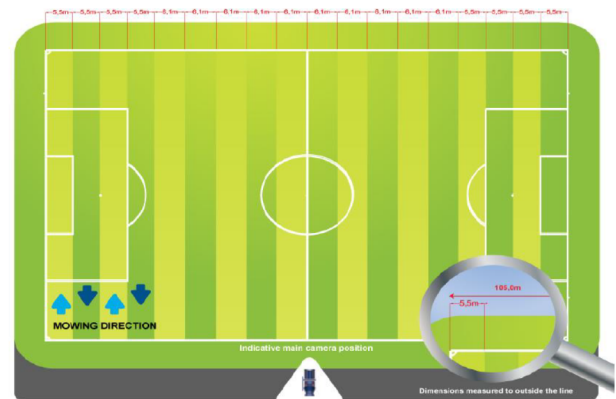 5,5m 5,5m 5,5m 5,5m 6,1m 6,1m 6,1m 6,1m 6,1m 6,1m 6,1m 6,1m 6,1m 6,1m 5,5m 5,5m 5,5m 5,5m
5,5m
MOWING DIRECTION
Indicative main camera position
Dimensions measured to outside the line